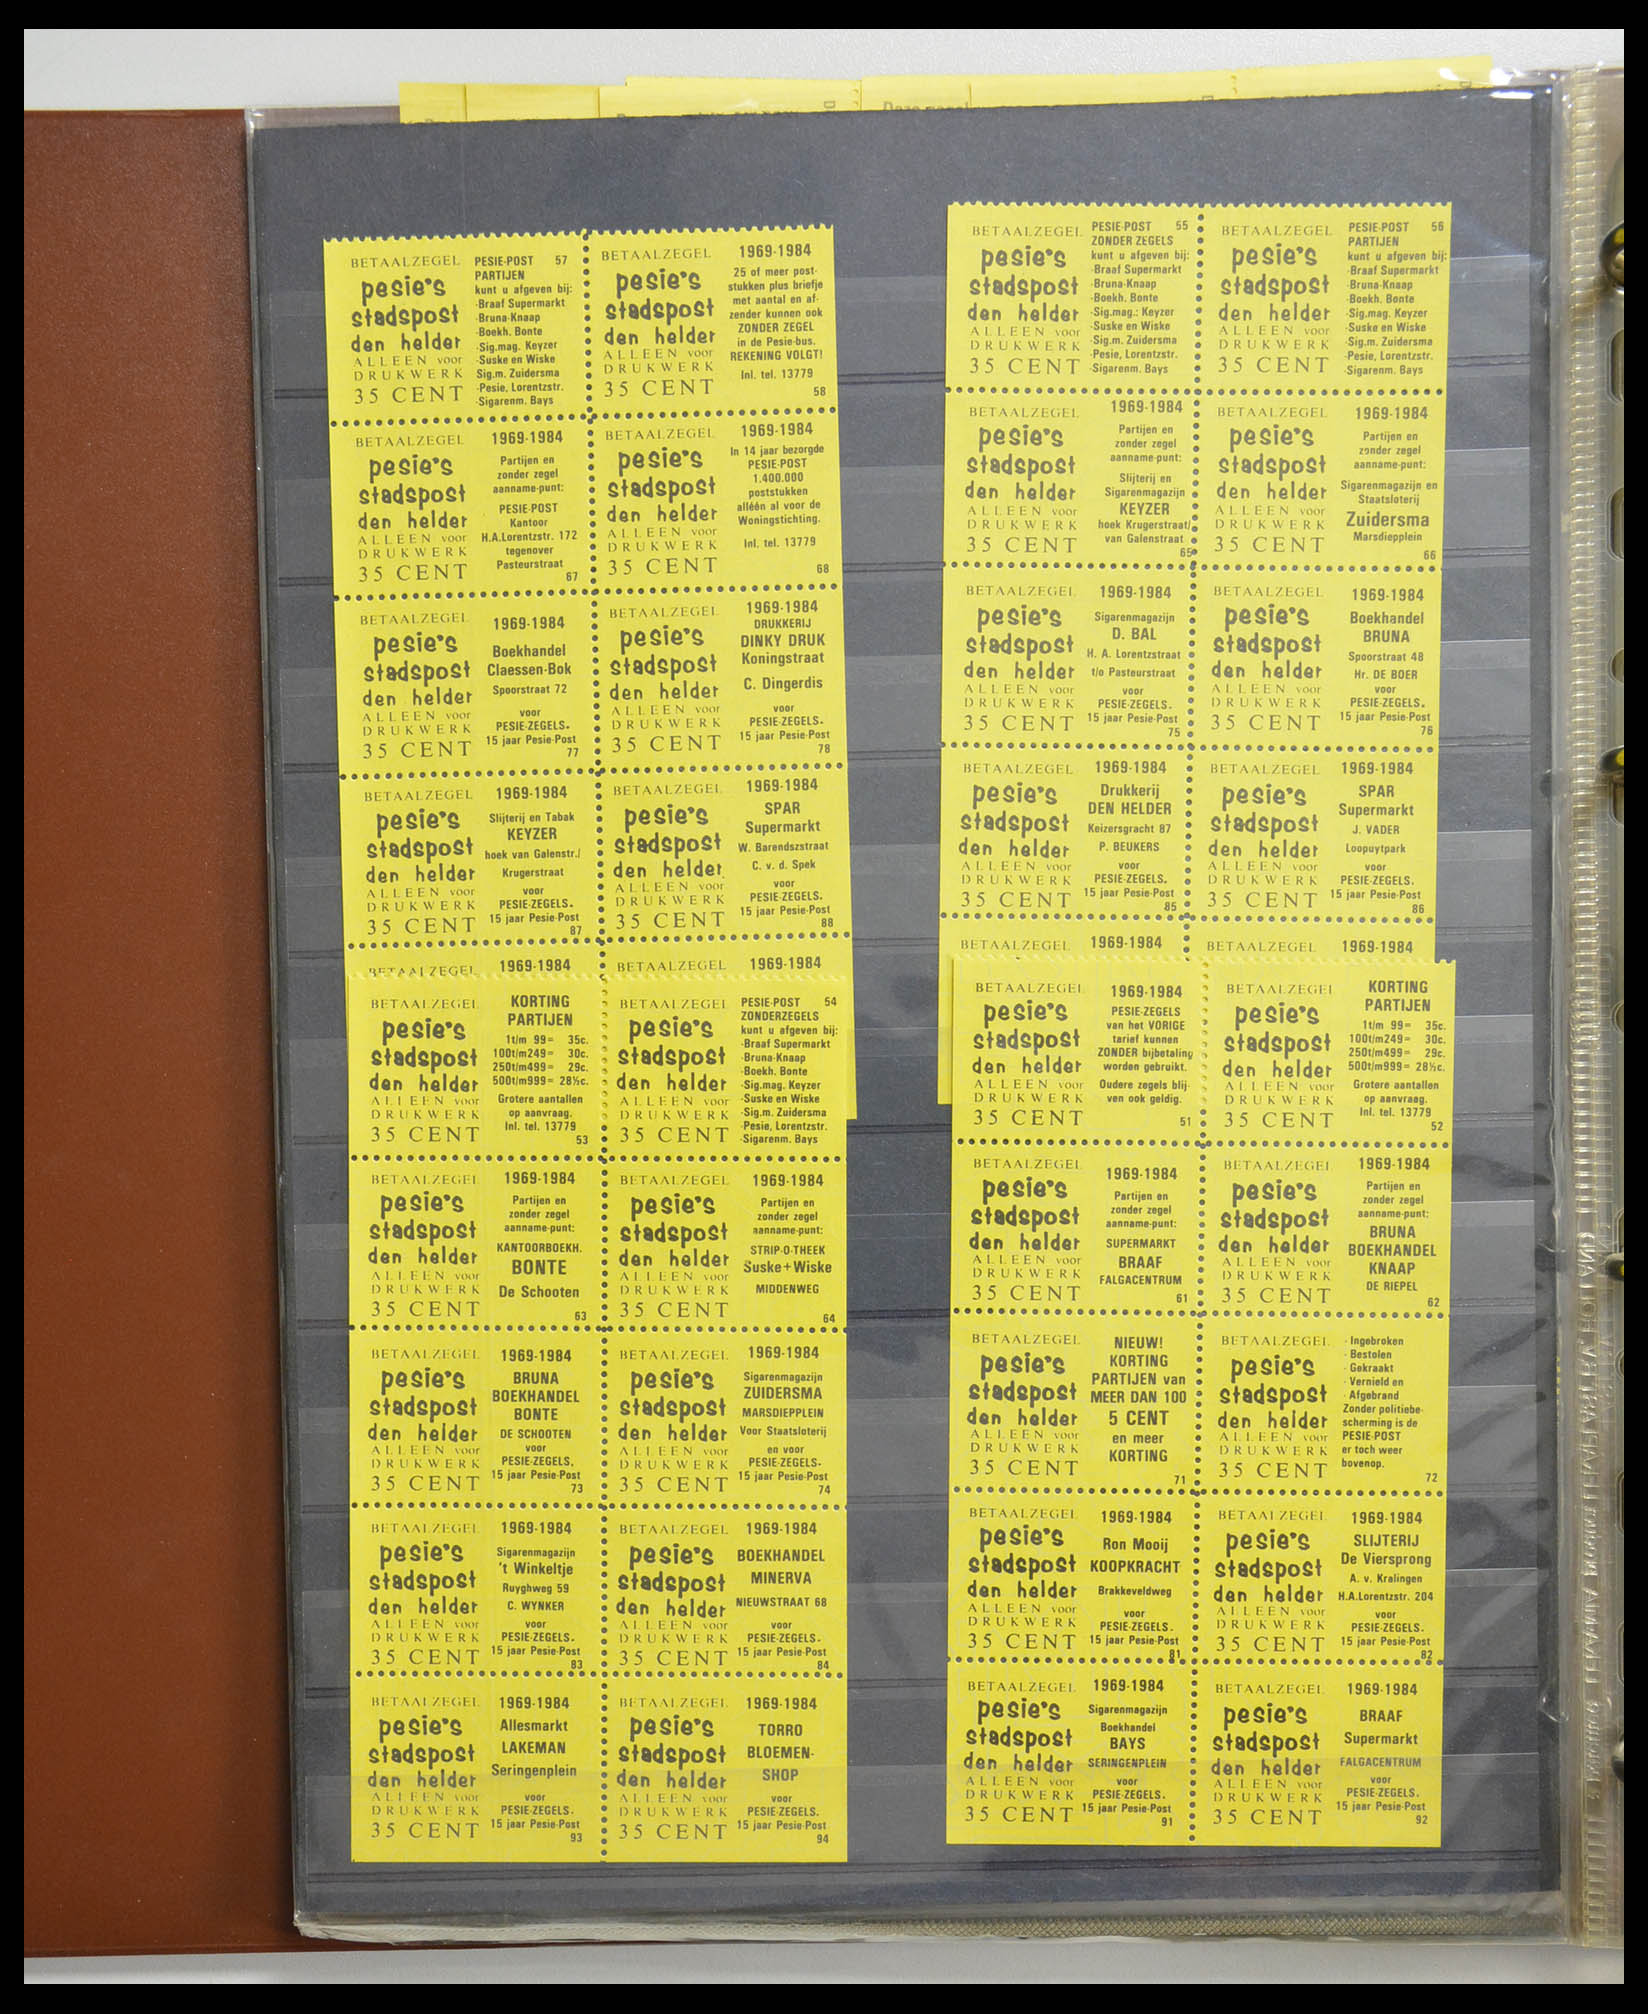 BETAALZEGEL
pesie's
stadspost
den helder
ALLEEN voor
DRUKWERK
35 CENT
PESIE-POST 57
PARTIJEN
kunt u afgeven bij:
-Braaf Supermarkt
-Bruna-Knaap
-Boekh. Bonte
-Sig.mag. Keyzer
-Suske en Wiske
Sig.m. Zuidersma
-Pesie, Lorentzstr.
-Sigarenm. Bays
BETAALZEGEL
pesie's
stadspost
den helder
ALLEEN voor
DRUKWERK
35 CENT
1969-1984
25 of meer post-
stukken plus briefje
met aantal en af-
zender kunnen ook
ZONDER ZEGEL
in de Pesie-bus.
REKENING VOLGT!
Inl. tel. 13779
58
BETAALZEGEL
pesie's
stadspost
den helder
ALLEEN voor
DRUKWERK
35 CENT
1969-1984
Partijen en
zonder zegel
aanname-punt:
PESIE-POST
Kantoor
H.A.Lorentzstr. 172
tegenover
Pasteurstraat
67
BETAALZEGEL
pesie's
stadspost
den helder
ALLEEN voor
DRUKWERK
35 CENT
1969-1984
In 14 jaar bezorgde
PESIE-POST
1.400.000
poststukken
alléén al voor de
Woningstichting.
Inl. tel. 13779
68
BETAALZEGEL
pesie's
stadspost
den helder
ALLEEN voor
DRUKWERK
35 CENT
1969-1984
Boekhandel
Claessen-Bok
Spoorstraat 72
voor
PESIE-ZEGELS.
15 jaar Pesie-Post
77
BETAALZEGEL
pesie's
stadspost
den helder
ALLEEN voor
DRUKWERK
35 CENT
1969-1984
DRUKKERIJ
DINKY DRUK
Koningstraat
C. Dingerdis
voor
PESIE-ZEGELS.
15 jaar Pesie-Post
78
BETAALZEGEL
pesie's
stadspost
den helder
ALLEEN voor
DRUKWERK
35 CENT
1969-1984
Slijterij en Tabak
KEYZER
hoek van Galenstr./
Krugerstraat
voor
PESIE-ZEGELS.
15 jaar Pesie-Post
87
BETAALZEGEL
pesie's
stadspost
den helder
ALLEEN voor
DRUKWERK
35 CENT
1969-1984
SPAR
Supermarkt
W. Barendszstraat
C. v. d. Spek
voor
PESIE-ZEGELS.
15 jaar Pesie-Post
88
BETAALZEGEL 1969-1984
BETAALZEGEL 1969-1984
BETAALZEGEL
pesie's
stadspost
den helder
ALLEEN voor
DRUKWERK
35 CENT
KORTING
PARTIJEN
1t/m 99= 35c.
100t/m249= 30c.
250t/m499= 29c.
500t/m999= 28½c.
Grotere aantallen
op aanvraag.
Inl. tel. 13779
53
BETAALZEGEL
pesie's
stadspost
den helder
ALLEEN voor
DRUKWERK
35 CENT
PESIE-POST 54
ZONDERZEGELS
kunt u afgeven bij:
-Braaf Supermarkt
-Bruna-Knaap
-Boekh. Bonte
-Sig.mag. Keyzer
-Suske en Wiske
-Sig.m. Zuidersma
-Pesie, Lorentzstr.
-Sigarenm. Bays
BETAALZEGEL
pesie's
stadspost
den helder
ALLEEN voor
DRUKWERK
35 CENT
1969-1984
Partijen en
zonder zegel
aanname-punt:
KANTOORBOEKH.
BONTE
De Schooten
63
BETAALZEGEL
pesie's
stadspost
den helder
ALLEEN voor
DRUKWERK
35 CENT
1969-1984
Partijen en
zonder zegel
aanname-punt:
STRIP-O-THEEK
Suske+Wiske
MIDDENWEG
64
BETAALZEGEL
pesie's
stadspost
den helder
ALLEEN voor
DRUKWERK
35 CENT
1969-1984
BRUNA
BOEKHANDEL
BONTE
DE SCHOOTEN
voor
PESIE-ZEGELS.
15 jaar Pesie-Post
73
BETAALZEGEL
pesie's
stadspost
den helder
ALLEEN voor
DRUKWERK
35 CENT
1969-1984
Sigarenmagazijn
ZUIDERSMA
MARSDIEPPLEIN
Voor Staatsloterij
en voor
PESIE-ZEGELS.
15 jaar Pesie-Post
74
BETAALZEGEL
pesie's
stadspost
den helder
ALLEEN voor
DRUKWERK
35 CENT
1969-1984
Sigarenmagazijn
't Winkeltje
Ruyghweg 59
C. WYNKER
voor
PESIE-ZEGELS.
15 jaar Pesie-Post
83
BETAALZEGEL
pesie's
stadspost
den helder
ALLEEN voor
DRUKWERK
35 CENT
1969-1984
BOEKHANDEL
MINERVA
NIEUWSTRAAT 68
voor
PESIE-ZEGELS.
15 jaar Pesie-Post
84
BETAALZEGEL
pesie's
stadspost
den helder
ALLEEN voor
DRUKWERK
35 CENT
1969-1984
Allesmarkt
LAKEMAN
Seringenplein
voor
PESIE-ZEGELS.
15 jaar Pesie-Post
93
BETAALZEGEL
pesie's
stadspost
den helder
ALLEEN voor
DRUKWERK
35 CENT
1969-1984
TORRO
BLOEMEN-
SHOP
voor
PESIE-ZEGELS.
15 jaar Pesie-Post
94
BETAALZEGEL
pesie's
stadspost
den helder
ALLEEN voor
DRUKWERK
35 CENT
PESIE-POST 55
ZONDER ZEGELS
kunt u afgeven bij:
-Braaf Supermarkt
-Bruna-Knaap
-Boekh. Bonte
-Sig.mag.: Keyzer
-Suske en Wiske
Sig.m. Zuidersma
-Pesie, Lorentzstr.
-Sigarenm. Bays
BETAALZEGEL
pesie's
stadspost
den helder
ALLEEN voor
DRUKWERK
35 CENT
PESIE-POST 56
PARTIJEN
kunt u afgeven bij:
-Braaf Supermarkt
-Bruna-Knaap
-Boekh. Bonte
-Sig.mag. Keyzer
-Suske en Wiske
-Sig.m. Zuidersma
-Pesie, Lorentzstr.
-Sigarenm. Bays
BETAALZEGEL
pesie's
stadspost
den helder
ALLEEN voor
DRUKWERK
35 CENT
1969-1984
Partijen en
zonder zegel
aanname-punt:
Slijterij en
Sigarenmagazijn
KEYZER
hoek Krugerstraat/
van Galenstraat
65
BETAALZEGEL
pesie's
stadspost
den helder
ALLEEN voor
DRUKWERK
35 CENT
1969-1984
Partijen en
zonder zegel
aanname-punt:
Sigarenmagazijn en
Staatsloterij
Zuidersma
Marsdiepplein
66
BETAALZEGEL
pesie's
stadspost
den helder
ALLEEN voor
DRUKWERK
35 CENT
1969-1984
Sigarenmagazijn
D. BAL
H. A. Lorentzstraat
t/o Pasteurstraat
voor
PESIE-ZEGELS.
15 jaar Pesie-Post
75
BETAALZEGEL
pesie's
stadspost
den helder
ALLEEN voor
DRUKWERK
35 CENT
1969-1984
Boekhandel
BRUNA
Spoorstraat 48
Hr. DE BOER
voor
PESIE-ZEGELS.
15 jaar Pesie-Post
76
BETAALZEGEL
pesie's
stadspost
den helder
ALLEEN voor
DRUKWERK
35 CENT
1969-1984
Drukkerij
DEN HELDER
Keizersgracht 87
P. BEUKERS
voor
PESIE-ZEGELS.
15 jaar Pesie-Post
85
BETAALZEGEL
pesie's
stadspost
den helder
ALLEEN voor
DRUKWERK
35 CENT
1969-1984
SPAR
Supermarkt
J. VADER
Loopuytpark
voor
PESIE-ZEGELS.
15 jaar Pesie-Post
86
BETAALZEGEL 1969-1984
BETAALZEGEL 1969-1984
BETAALZEGEL
pesie's
stadspost
den helder
ALLEEN voor
DRUKWERK
35 CENT
1969-1984
PESIE-ZEGELS
van het VORIGE
tarief kunnen
ZONDER bijbetaling
worden gebruikt.
Oudere zegels blij-
ven ook geldig.
51
BETAALZEGEL
pesie's
stadspost
den helder
ALLEEN voor
DRUKWERK
35 CENT
KORTING
PARTIJEN
1t/m 99= 35c.
100t/m249= 30c.
250t/m499= 29c.
500t/m999= 28½c.
Grotere aantallen
op aanvraag.
Inl. tel. 13779
52
BETAALZEGEL
pesie's
stadspost
den helder
ALLEEN voor
DRUKWERK
35 CENT
1969-1984
Partijen en
zonder zegel
aanname-punt:
SUPERMARKT
BRAAF
FALGACENTRUM
61
BETAALZEGEL
pesie's
stadspost
den helder
ALLEEN voor
DRUKWERK
35 CENT
1969-1984
Partijen en
zonder zegel
aanname-punt:
BRUNA
BOEKHANDEL
KNAAP
DE RIEPEL
62
BETAALZEGEL
pesie's
stadspost
den helder
ALLEEN voor
DRUKWERK
35 CENT
NIEUW!
KORTING
PARTIJEN van
MEER DAN 100
5 CENT
en meer
KORTING
71
BETAALZEGEL
pesie's
stadspost
den helder
ALLEEN voor
DRUKWERK
35 CENT
- Ingebroken
- Bestolen
- Gekraakt
- Vernield en
- Afgebrand
Zonder politiebe-
scherming is de
PESIE-POST
er toch weer
bovenop.
72
BETAALZEGEL
pesie's
stadspost
den helder
ALLEEN voor
DRUKWERK
35 CENT
1969-1984
Ron Mooij
KOOPKRACHT
Brakkeveldweg
voor
PESIE-ZEGELS.
15 jaar Pesie-Post
81
BETAALZEGEL
pesie's
stadspost
den helder
ALLEEN voor
DRUKWERK
35 CENT
1969-1984
SLIJTERIJ
De Viersprong
A. v. Kralingen
H.A.Lorentzstr. 204
voor
PESIE-ZEGELS.
15 jaar Pesie-Post
82
BETAALZEGEL
pesie's
stadspost
den helder
ALLEEN voor
DRUKWERK
35 CENT
1969-1984
Sigarenmagazijn
Boekhandel
BAYS
SERINGENPLEIN
voor
PESIE-ZEGELS.
15 jaar Pesie-Post
91
BETAALZEGEL
pesie's
stadspost
den helder
ALLEEN voor
DRUKWERK
35 CENT
1969-1984
BRAAF
Supermarkt
FALGACENTRUM
voor
PESIE-ZEGELS.
15 jaar Pesie-Post
92